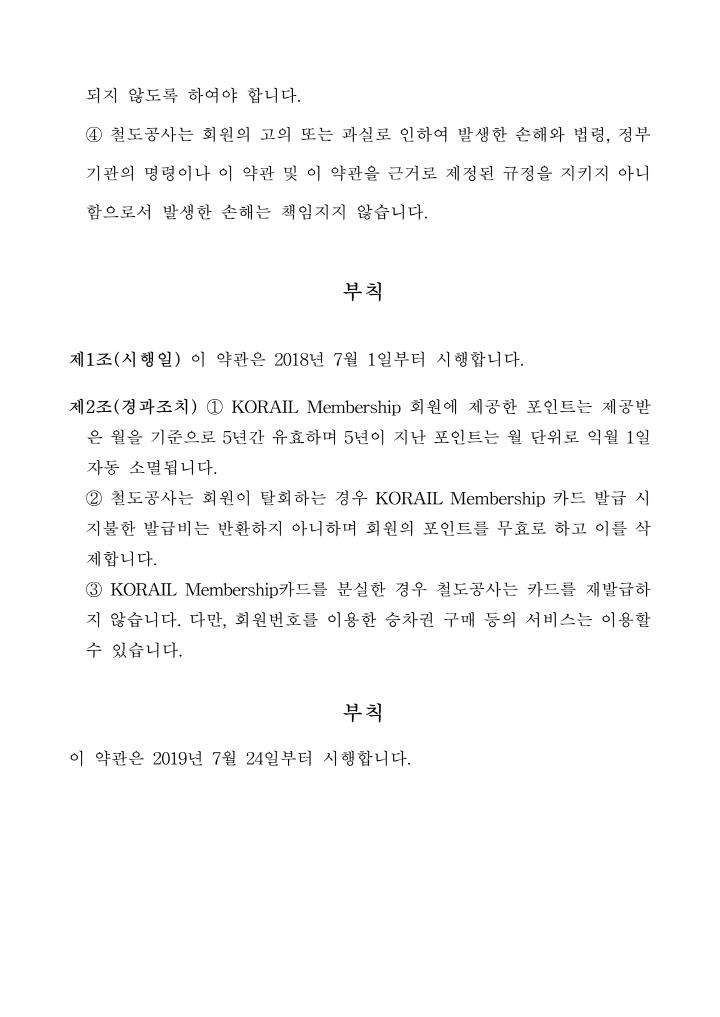 되지 않도록 하여야 합니다.
④ 철도공사는 회원의 고의 또는 과실로 인하여 발생한 손해와 법령, 정부
기관의 명령이나 이 약관 및 이 약관을 근거로 제정된 규정을 지키지 아니
함으로서 발생한 손해는 책임지지 않습니다.
부칙
제1조(시행일) 이 약관은 2018년 7월 1일부터 시행합니다.
제2조(경과조치) ① KORAIL Membership 회원에 제공한 포인트는 제공받
은 월을 기준으로 5년간 유효하며 5년이 지난 포인트는 월 단위로 익월 1일
자동 소멸됩니다.
② 철도공사는 회원이 탈회하는 경우 KORAIL Membership 카드 발급 시
지불한 발급비는 반환하지 아니하며 회원의 포인트를 무효로 하고 이를 삭
제합니다.
③ KORAIL Membership카드를 분실한 경우 철도공사는 카드를 재발급하
지 않습니다. 다만, 회원번호를 이용한 승차권 구매 등의 서비스는 이용할
수 있습니다.
부칙
이 약관은 2019년 7월 24일부터 시행합니다.